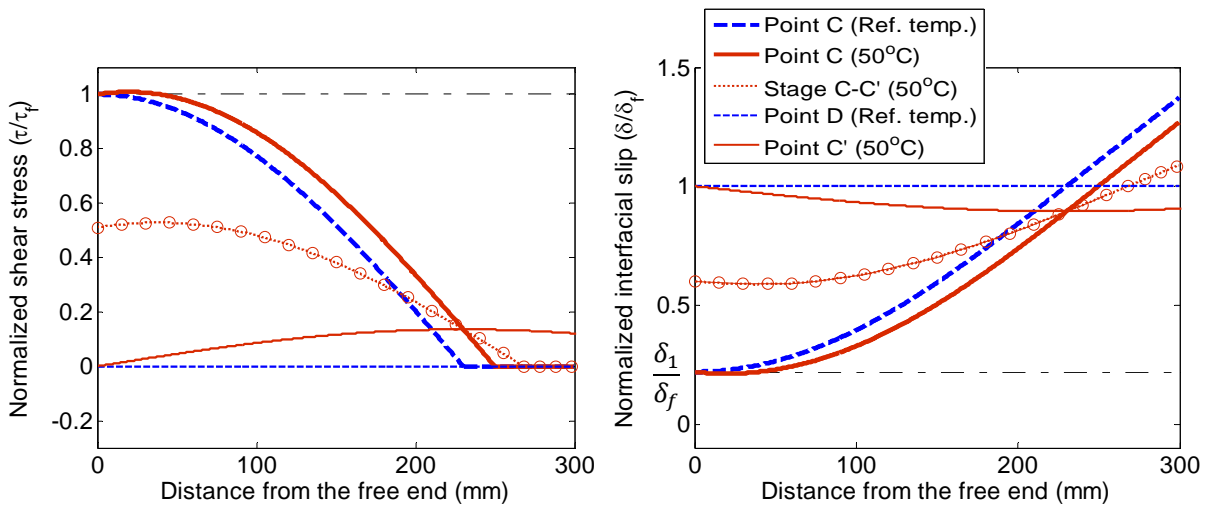 Normalized shear stress (τ/τf)
1
0.8
0.6
0.4
0.2
0
-0.2
0
100
200
300
Distance from the free end (mm)
Point C (Ref. temp.)
Point C (50°C)
Stage C-C' (50°C)
Point D (Ref. temp.)
Point C' (50°C)
Normalized interfacial slip (δ/δf)
1.5
1
0.5
δ1
δf
0
0
100
200
300
Distance from the free end (mm)